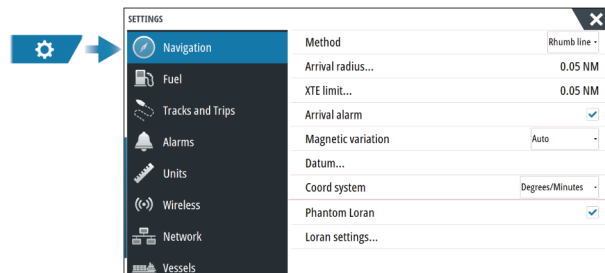 SETTINGS
Navigation
Fuel
Tracks and Trips
Alarms
Units
Wireless
Network
Vessels
Method Rhumb line
Arrival radius... 0.05 NM
XTE limit... 0.05 NM
Arrival alarm
Magnetic variation Auto
Datum...
Coord system Degrees/Minutes
Phantom Loran
Loran settings...